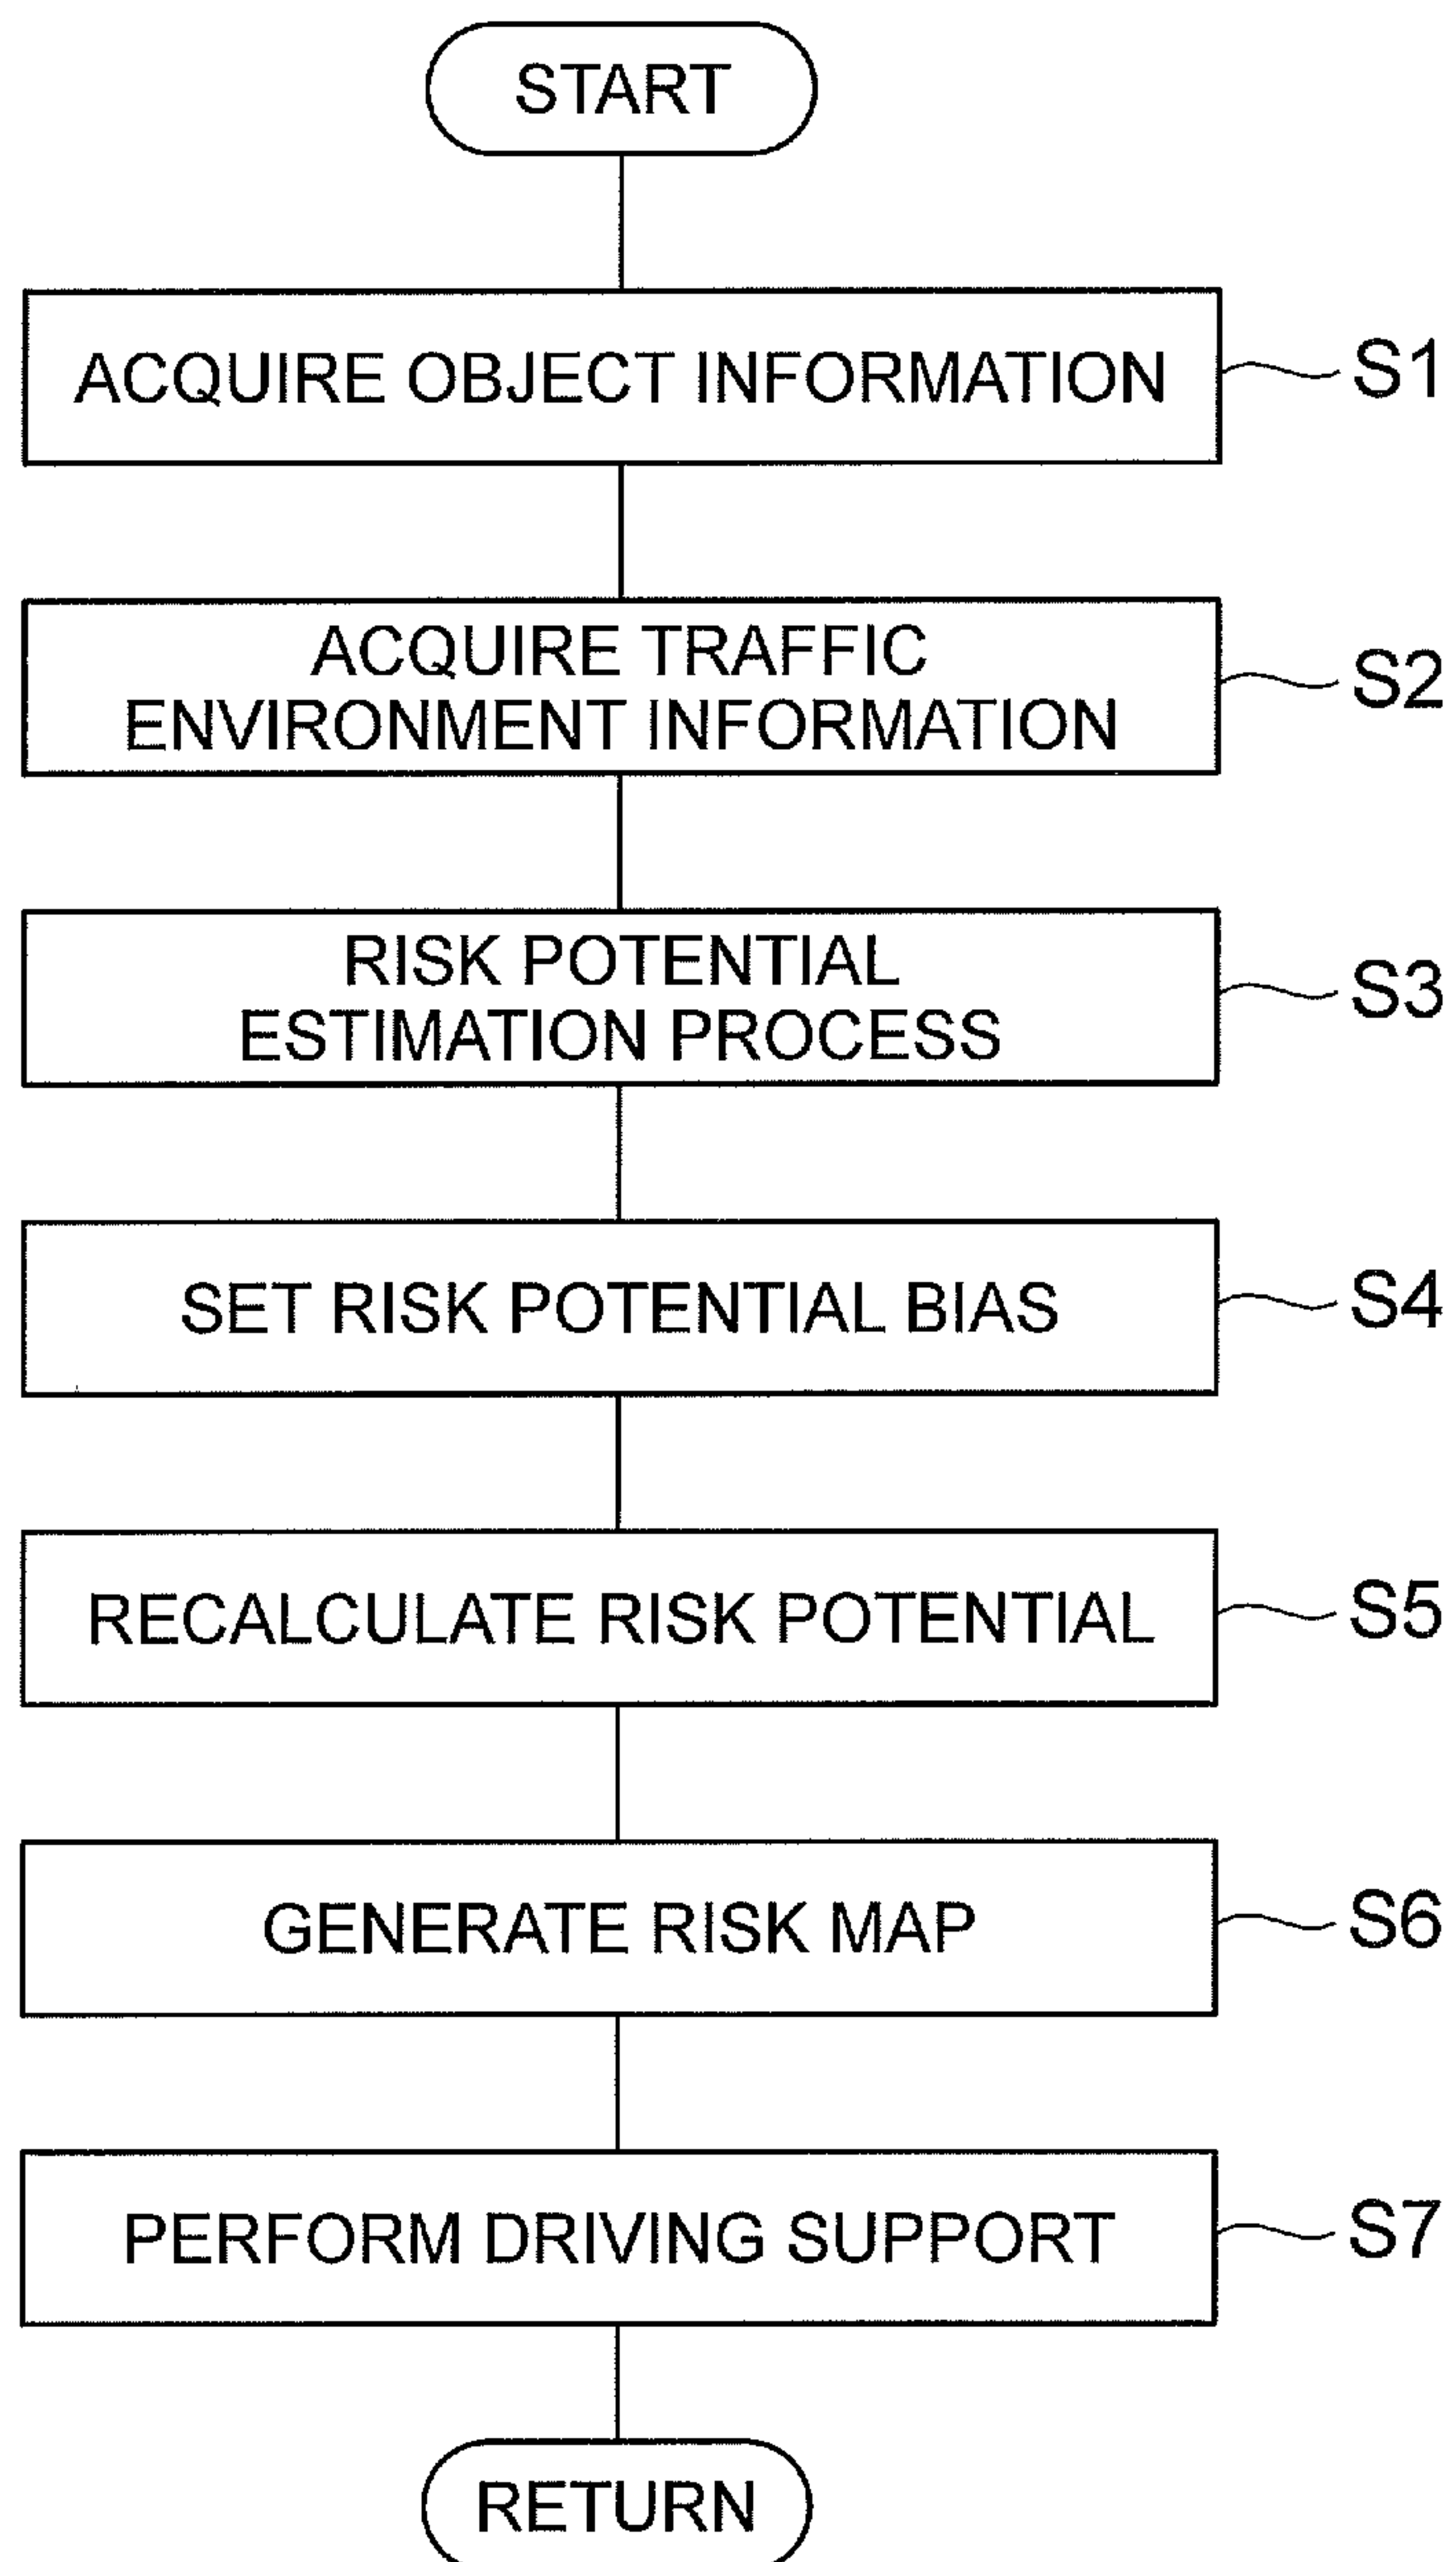 START
ACQUIRE OBJECT INFORMATION
S1
ACQUIRE TRAFFIC
ENVIRONMENT INFORMATION
S2
RISK POTENTIAL
ESTIMATION PROCESS
S3
SET RISK POTENTIAL BIAS
S4
RECALCULATE RISK POTENTIAL
S5
GENERATE RISK MAP
S6
PERFORM DRIVING SUPPORT
S7
RETURN